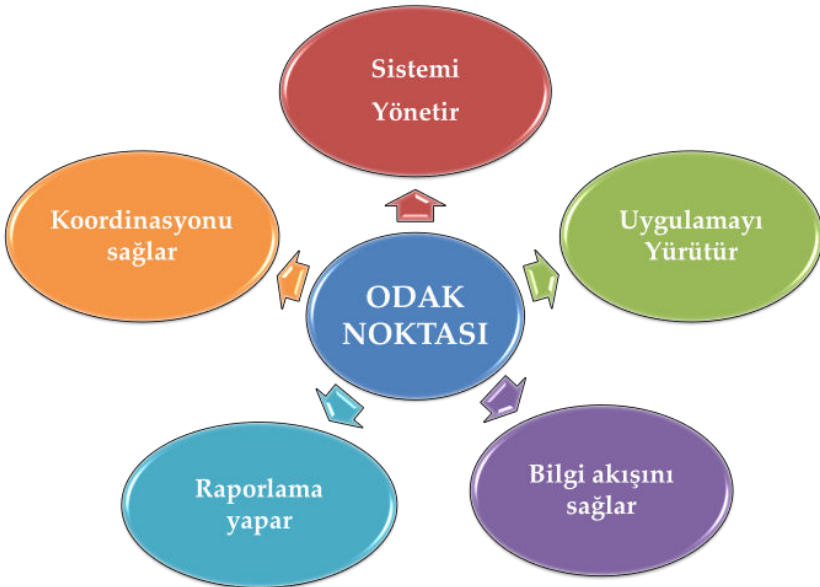 Sistemi
Yönetir
Koordinasyonu
sağlar
Uygulamayı
Yürütür
ODAK
NOKTASI
Raporlama
yapar
Bilgi akışını
sağlar